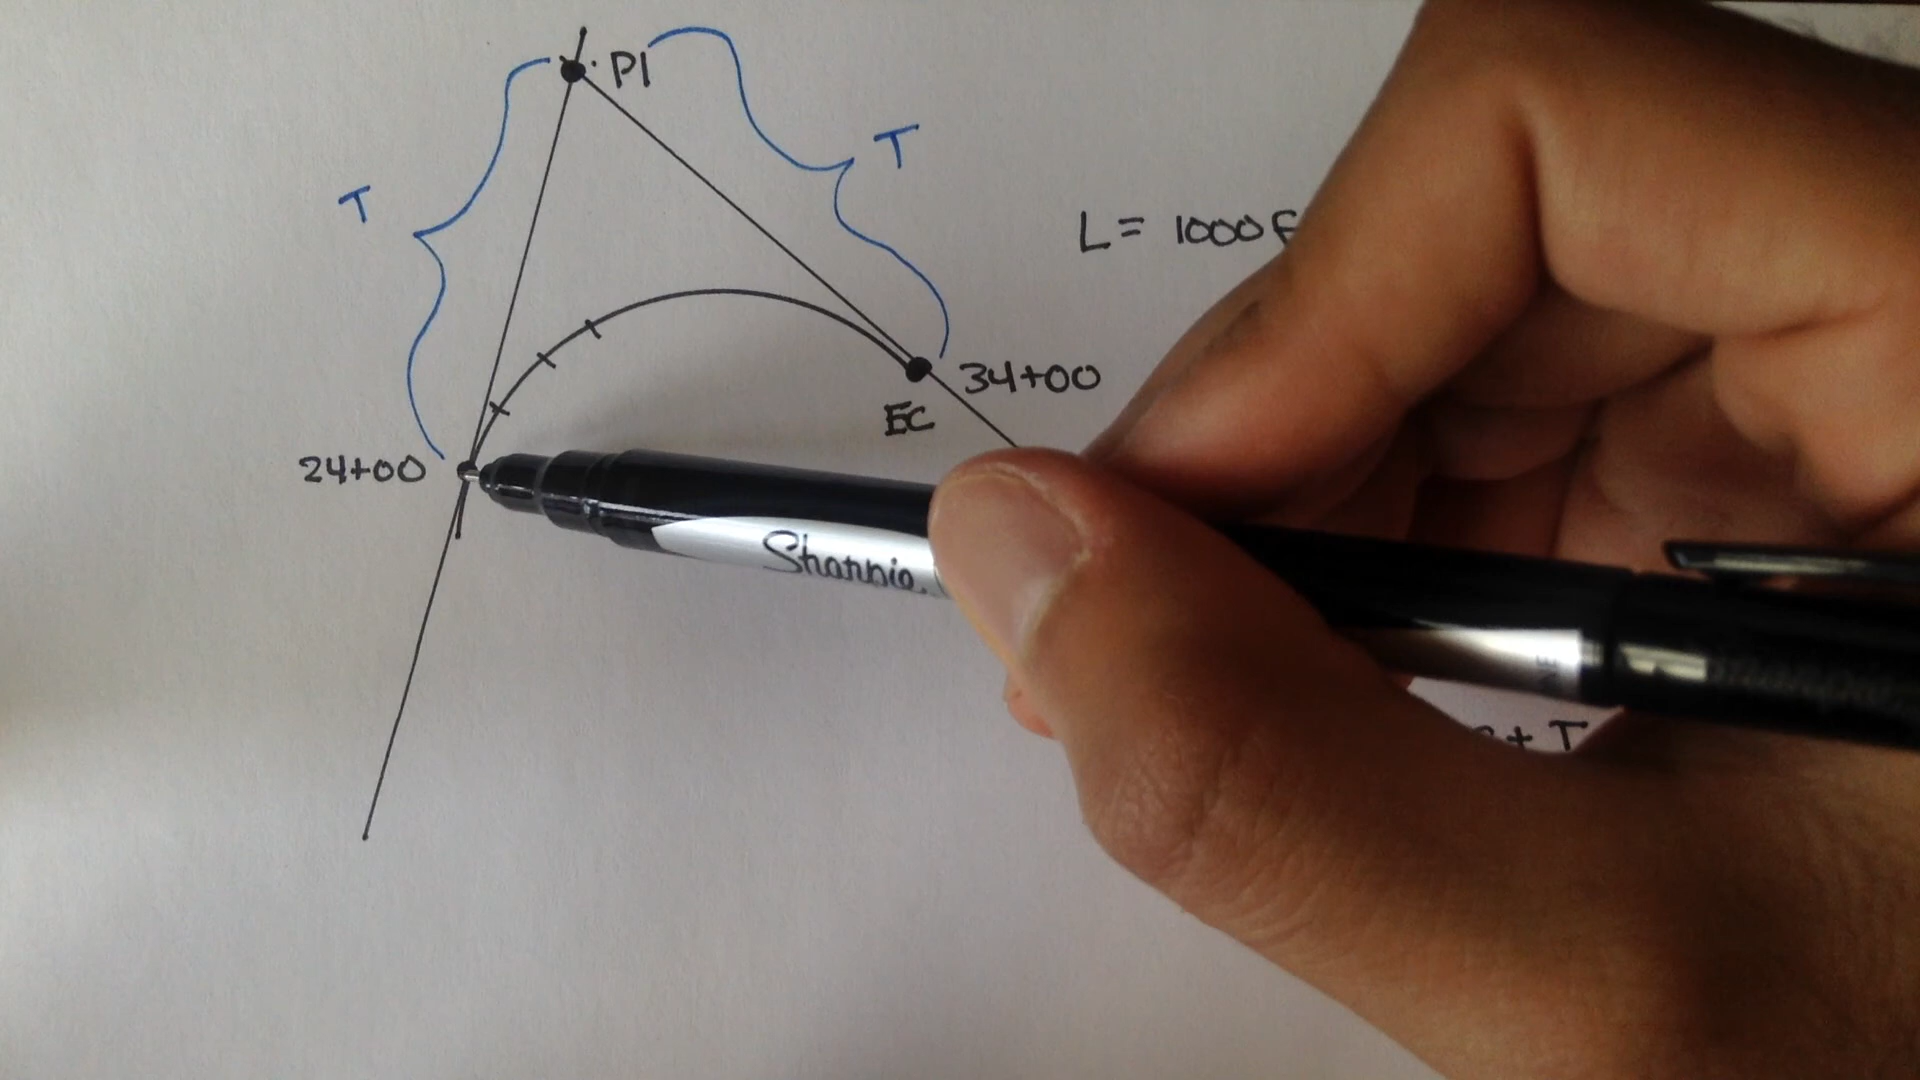 PI
T
T
L = 1000 F
34+00
EC
24+00
Sharpie
+ T